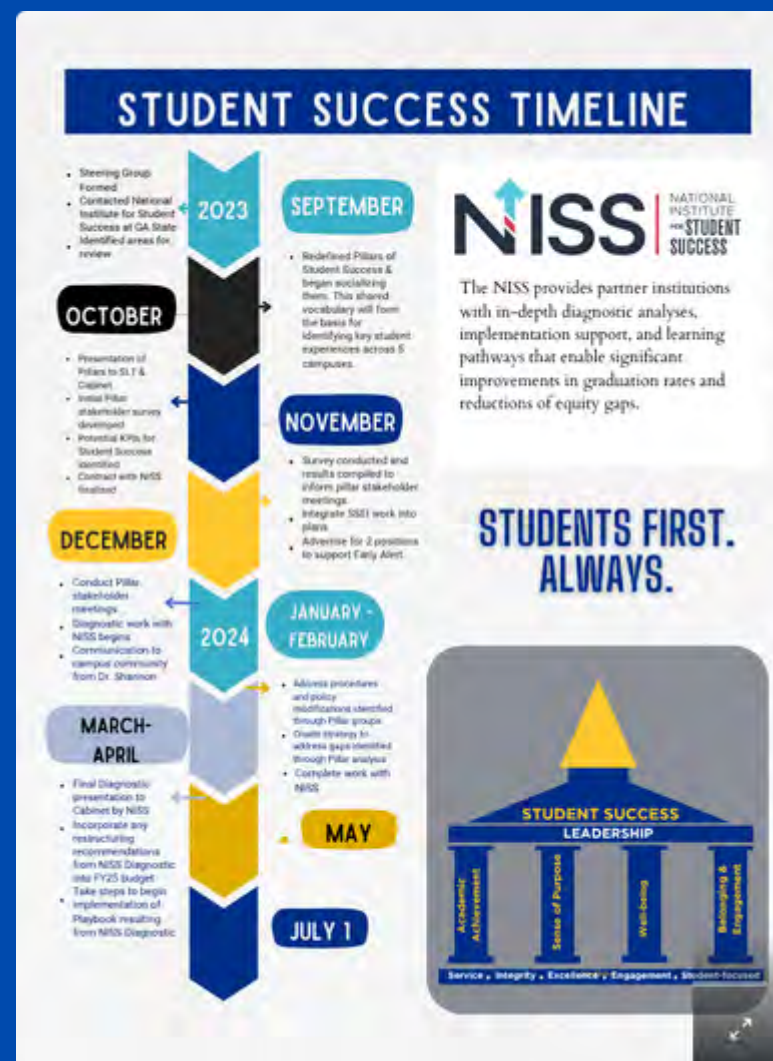 STUDENT SUCCESS TIMELINE
• Steering Group
Formed
• Contacted National
Institute for Student
Success at GA State
• Identified areas for
review
2023
SEPTEMBER
• Redefined Pillars of
Student Success &
began socializing
them. This shared
vocabulary will form
the basis for
identifying key student
experiences across 5
campuses.
OCTOBER
• Presentation of
Pillars to SLT &
Cabinet
• Initial Pillar
stakeholder survey
developed
• Potential KPIs for
Student Success
identified
• Contract with NISS
finalized
NOVEMBER
• Survey conducted and
results compiled to
inform pillar stakeholder
meetings
• Integrate SSEI work into
plans
• Advertise for 2 positions
to support Early Alert
DECEMBER
• Conduct Pillar
stakeholder
meetings
• Diagnostic work with
NISS begins
• Communication to
campus community
from Dr. Shannon
2024
JANUARY -
FEBRUARY
• Address procedures
and policy
modifications identified
through Pillar groups
• Create strategy to
address gaps identified
through Pillar analysis
• Complete work with
NISS
MARCH-
APRIL
• Final Diagnostic
presentation to
Cabinet by NISS
• Incorporate any
restructuring
recommendations
from NISS Diagnostic
into FY25 budget
• Take steps to begin
implementation of
Playbook resulting
from NISS Diagnostic
MAY
JULY 1
NISS
NATIONAL
INSTITUTE
FOR STUDENT
SUCCESS
The NISS provides partner institutions
with in-depth diagnostic analyses,
implementation support, and learning
pathways that enable significant
improvements in graduation rates and
reductions of equity gaps.
STUDENTS FIRST.
ALWAYS.
STUDENT SUCCESS
LEADERSHIP
Academic
Achievement
Sense of Purpose
Well-being
Belonging &
Engagement
Service • Integrity • Excellence • Engagement • Student-focused